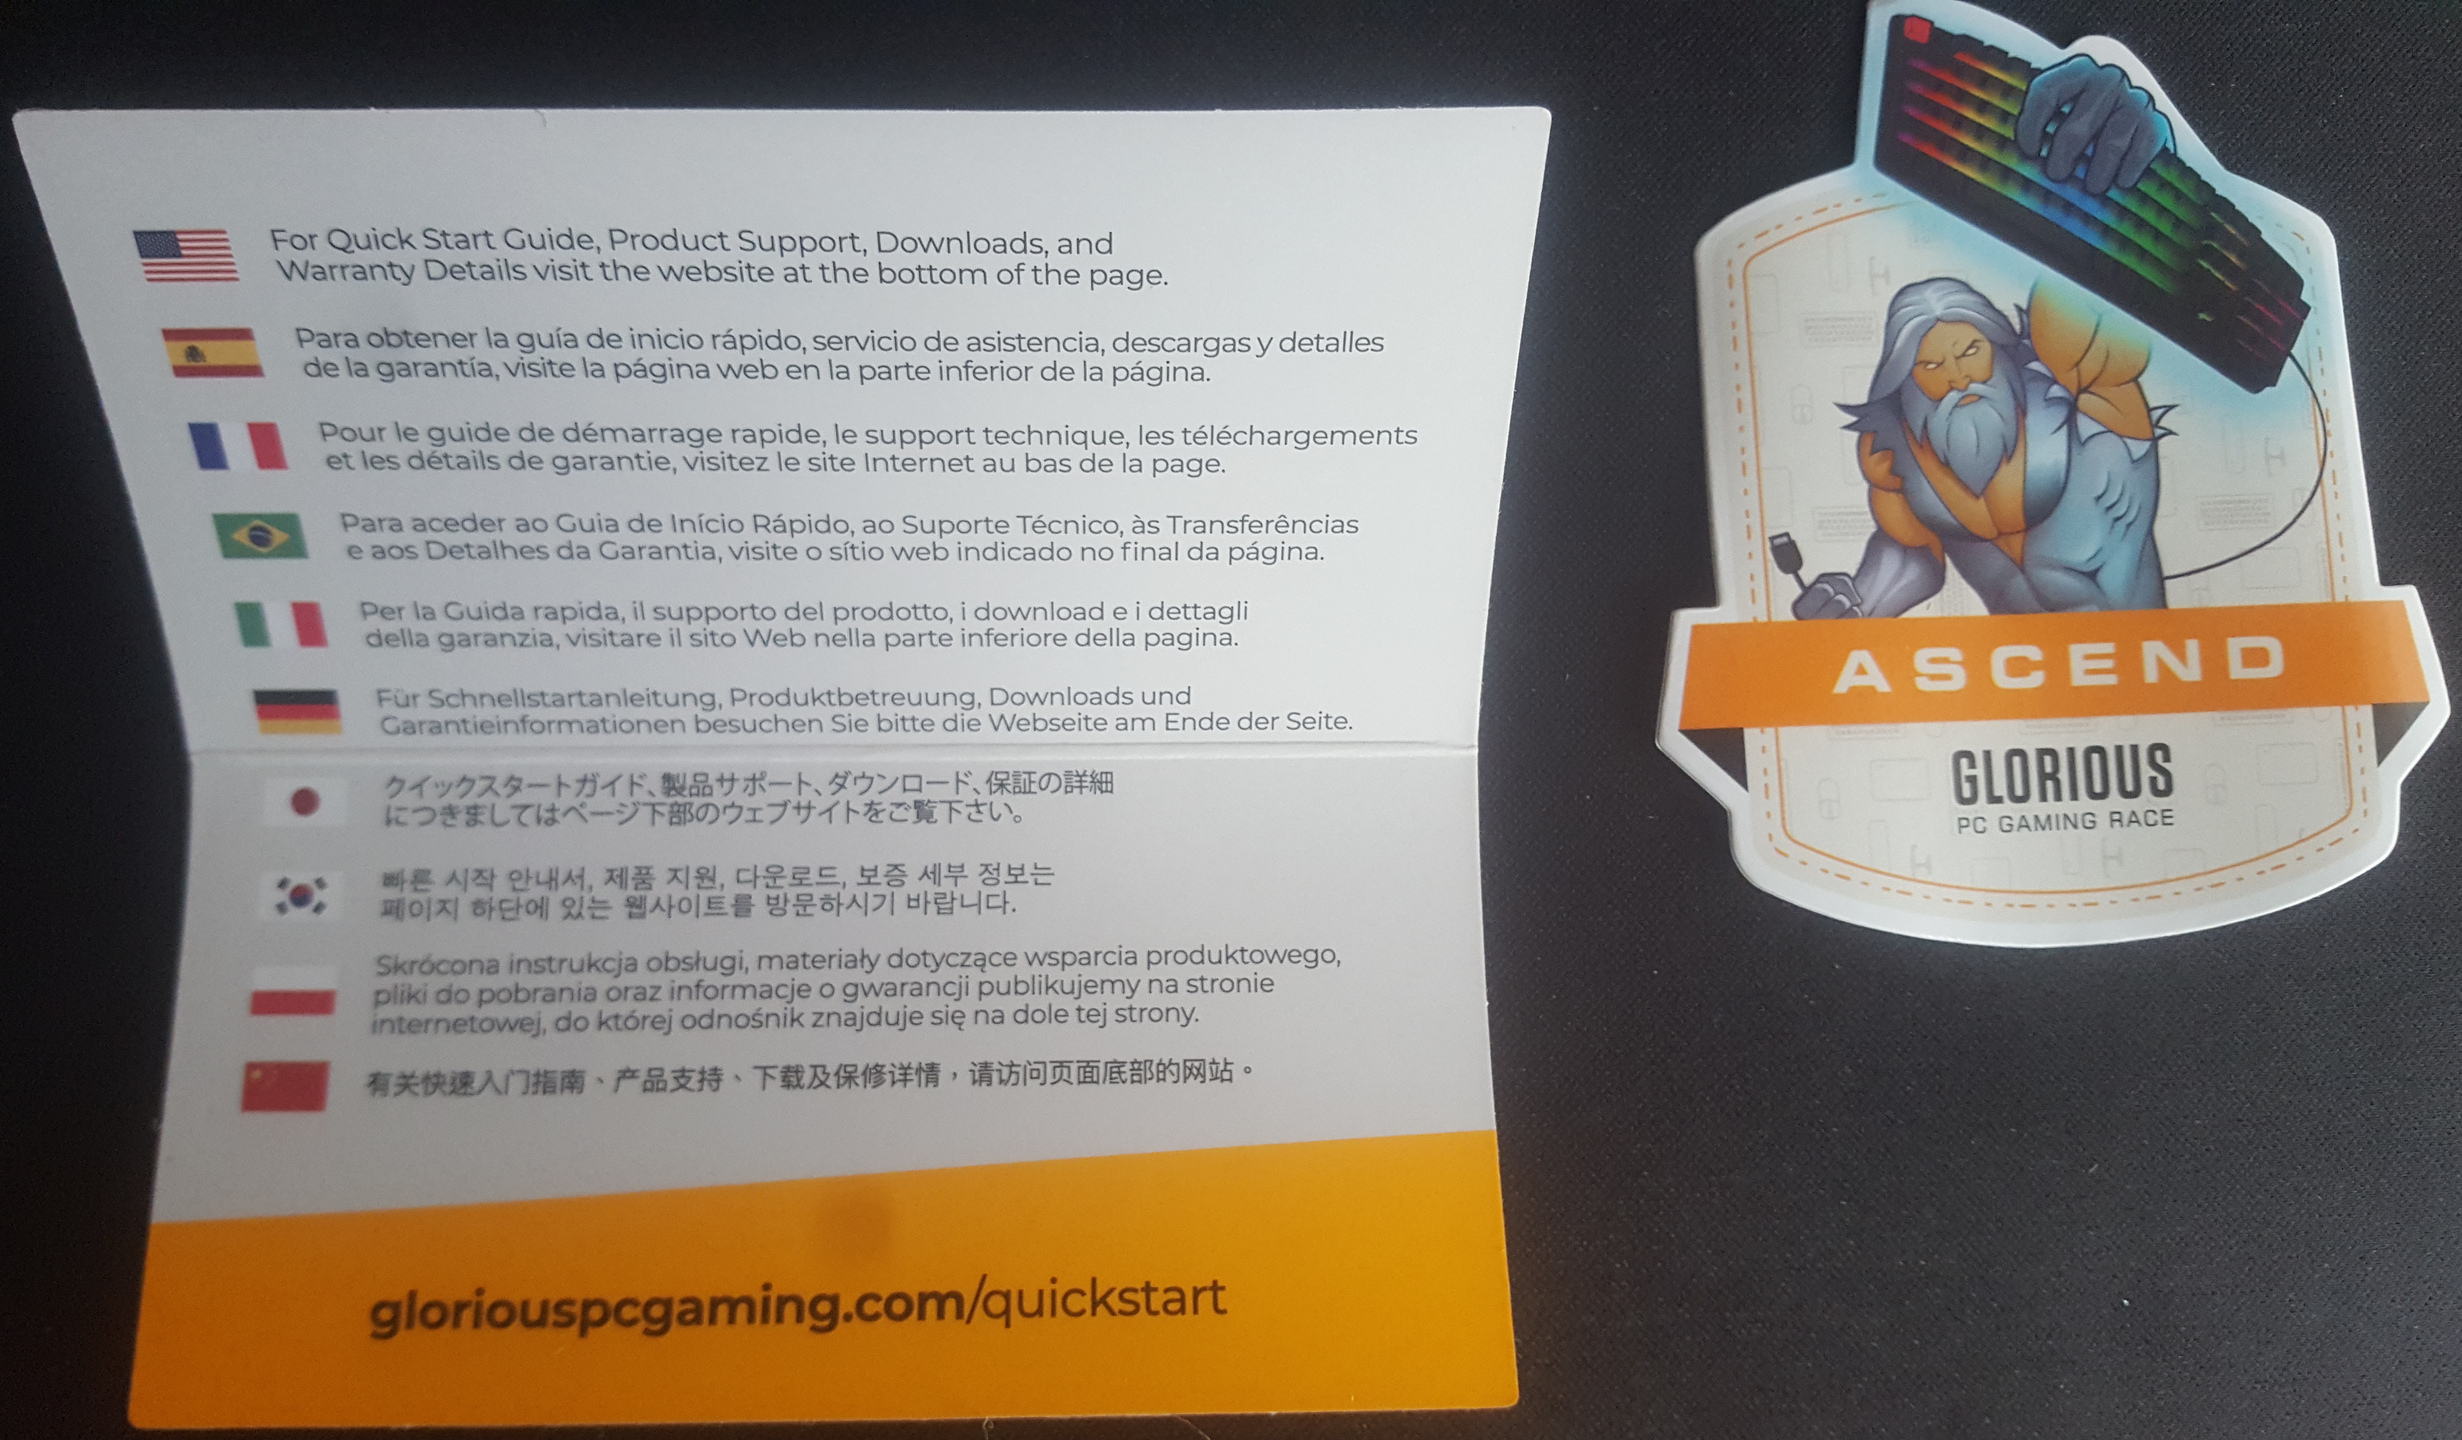 For Quick Start Guide, Product Support, Downloads, and
Warranty Details visit the website at the bottom of the page.
Para obtener la guía de inicio rápido, servicio de asistencia, descargas y detalles
de la garantía, visite la página web en la parte inferior de la página.
Pour le guide de démarrage rapide, le support technique, les téléchargements
et les détails de garantie, visitez le site Internet au bas de la page.
Para aceder ao Guia de Início Rápido, ao Suporte Técnico, às Transferências
e aos Detalhes da Garantia, visite o sítio web indicado no final da página.
Per la Guida rapida, il supporto del prodotto, i download e i dettagli
della garanzia, visitare il sito Web nella parte inferiore della pagina.
Für Schnellstartanleitung, Produktbetreuung, Downloads und
Garantieinformationen besuchen Sie bitte die Webseite am Ende der Seite.
クイックスタートガイド、製品サポート、ダウンロード、保証の詳細
につきましてはページ下部のウェブサイトをご覧下さい。
빠른 시작 안내서, 제품 지원, 다운로드, 보증 세부 정보는
페이지 하단에 있는 웹사이트를 방문하시기 바랍니다.
Skrócona instrukcja obsługi, materiały dotyczące wsparcia produktowego,
pliki do pobrania oraz informacje o gwarancji publikujemy na stronie
internetowej, do której odnośnik znajduje się na dole tej strony.
有关快速入门指南、产品支持、下载及保修详情，请访问页面底部的网站。
gloriouspcgaming.com/quickstart
ASCEND
GLORIOUS
PC GAMING RACE